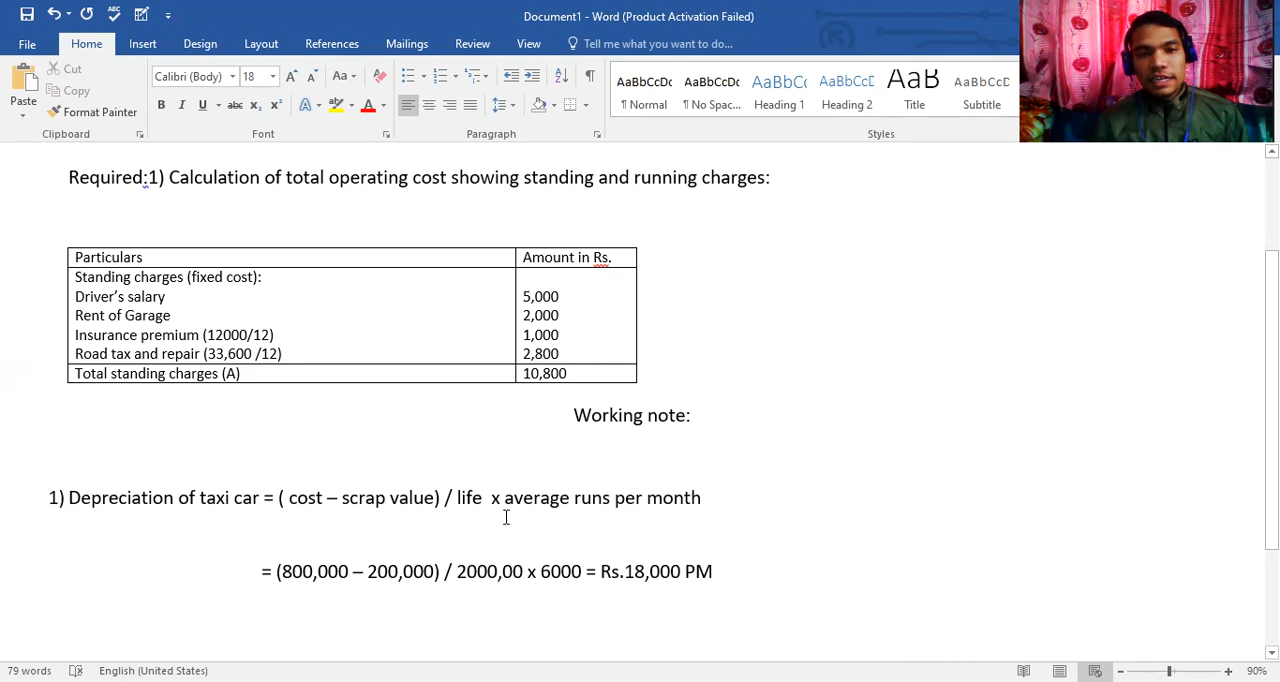 Document1 - Word (Product Activation Failed)
File Home Insert Design Layout References Mailings Review View Tell me what you want to do...
Cut
Copy
Paste
Format Painter
Calibri (Body) 18
AaBbCcDc AaBbCcDc AaBbCc AaBbCcD AaB AaBbCcD
¶ Normal ¶ No Spac... Heading 1 Heading 2 Title Subtitle
Clipboard Font Paragraph Styles
Required:1) Calculation of total operating cost showing standing and running charges:
Particulars Amount in Rs.
Standing charges (fixed cost):
Driver’s salary 5,000
Rent of Garage 2,000
Insurance premium (12000/12) 1,000
Road tax and repair (33,600 /12) 2,800
Total standing charges (A) 10,800
Working note:
1) Depreciation of taxi car = ( cost – scrap value) / life x average runs per month
= (800,000 – 200,000) / 2000,00 x 6000 = Rs.18,000 PM
79 words English (United States) 90%